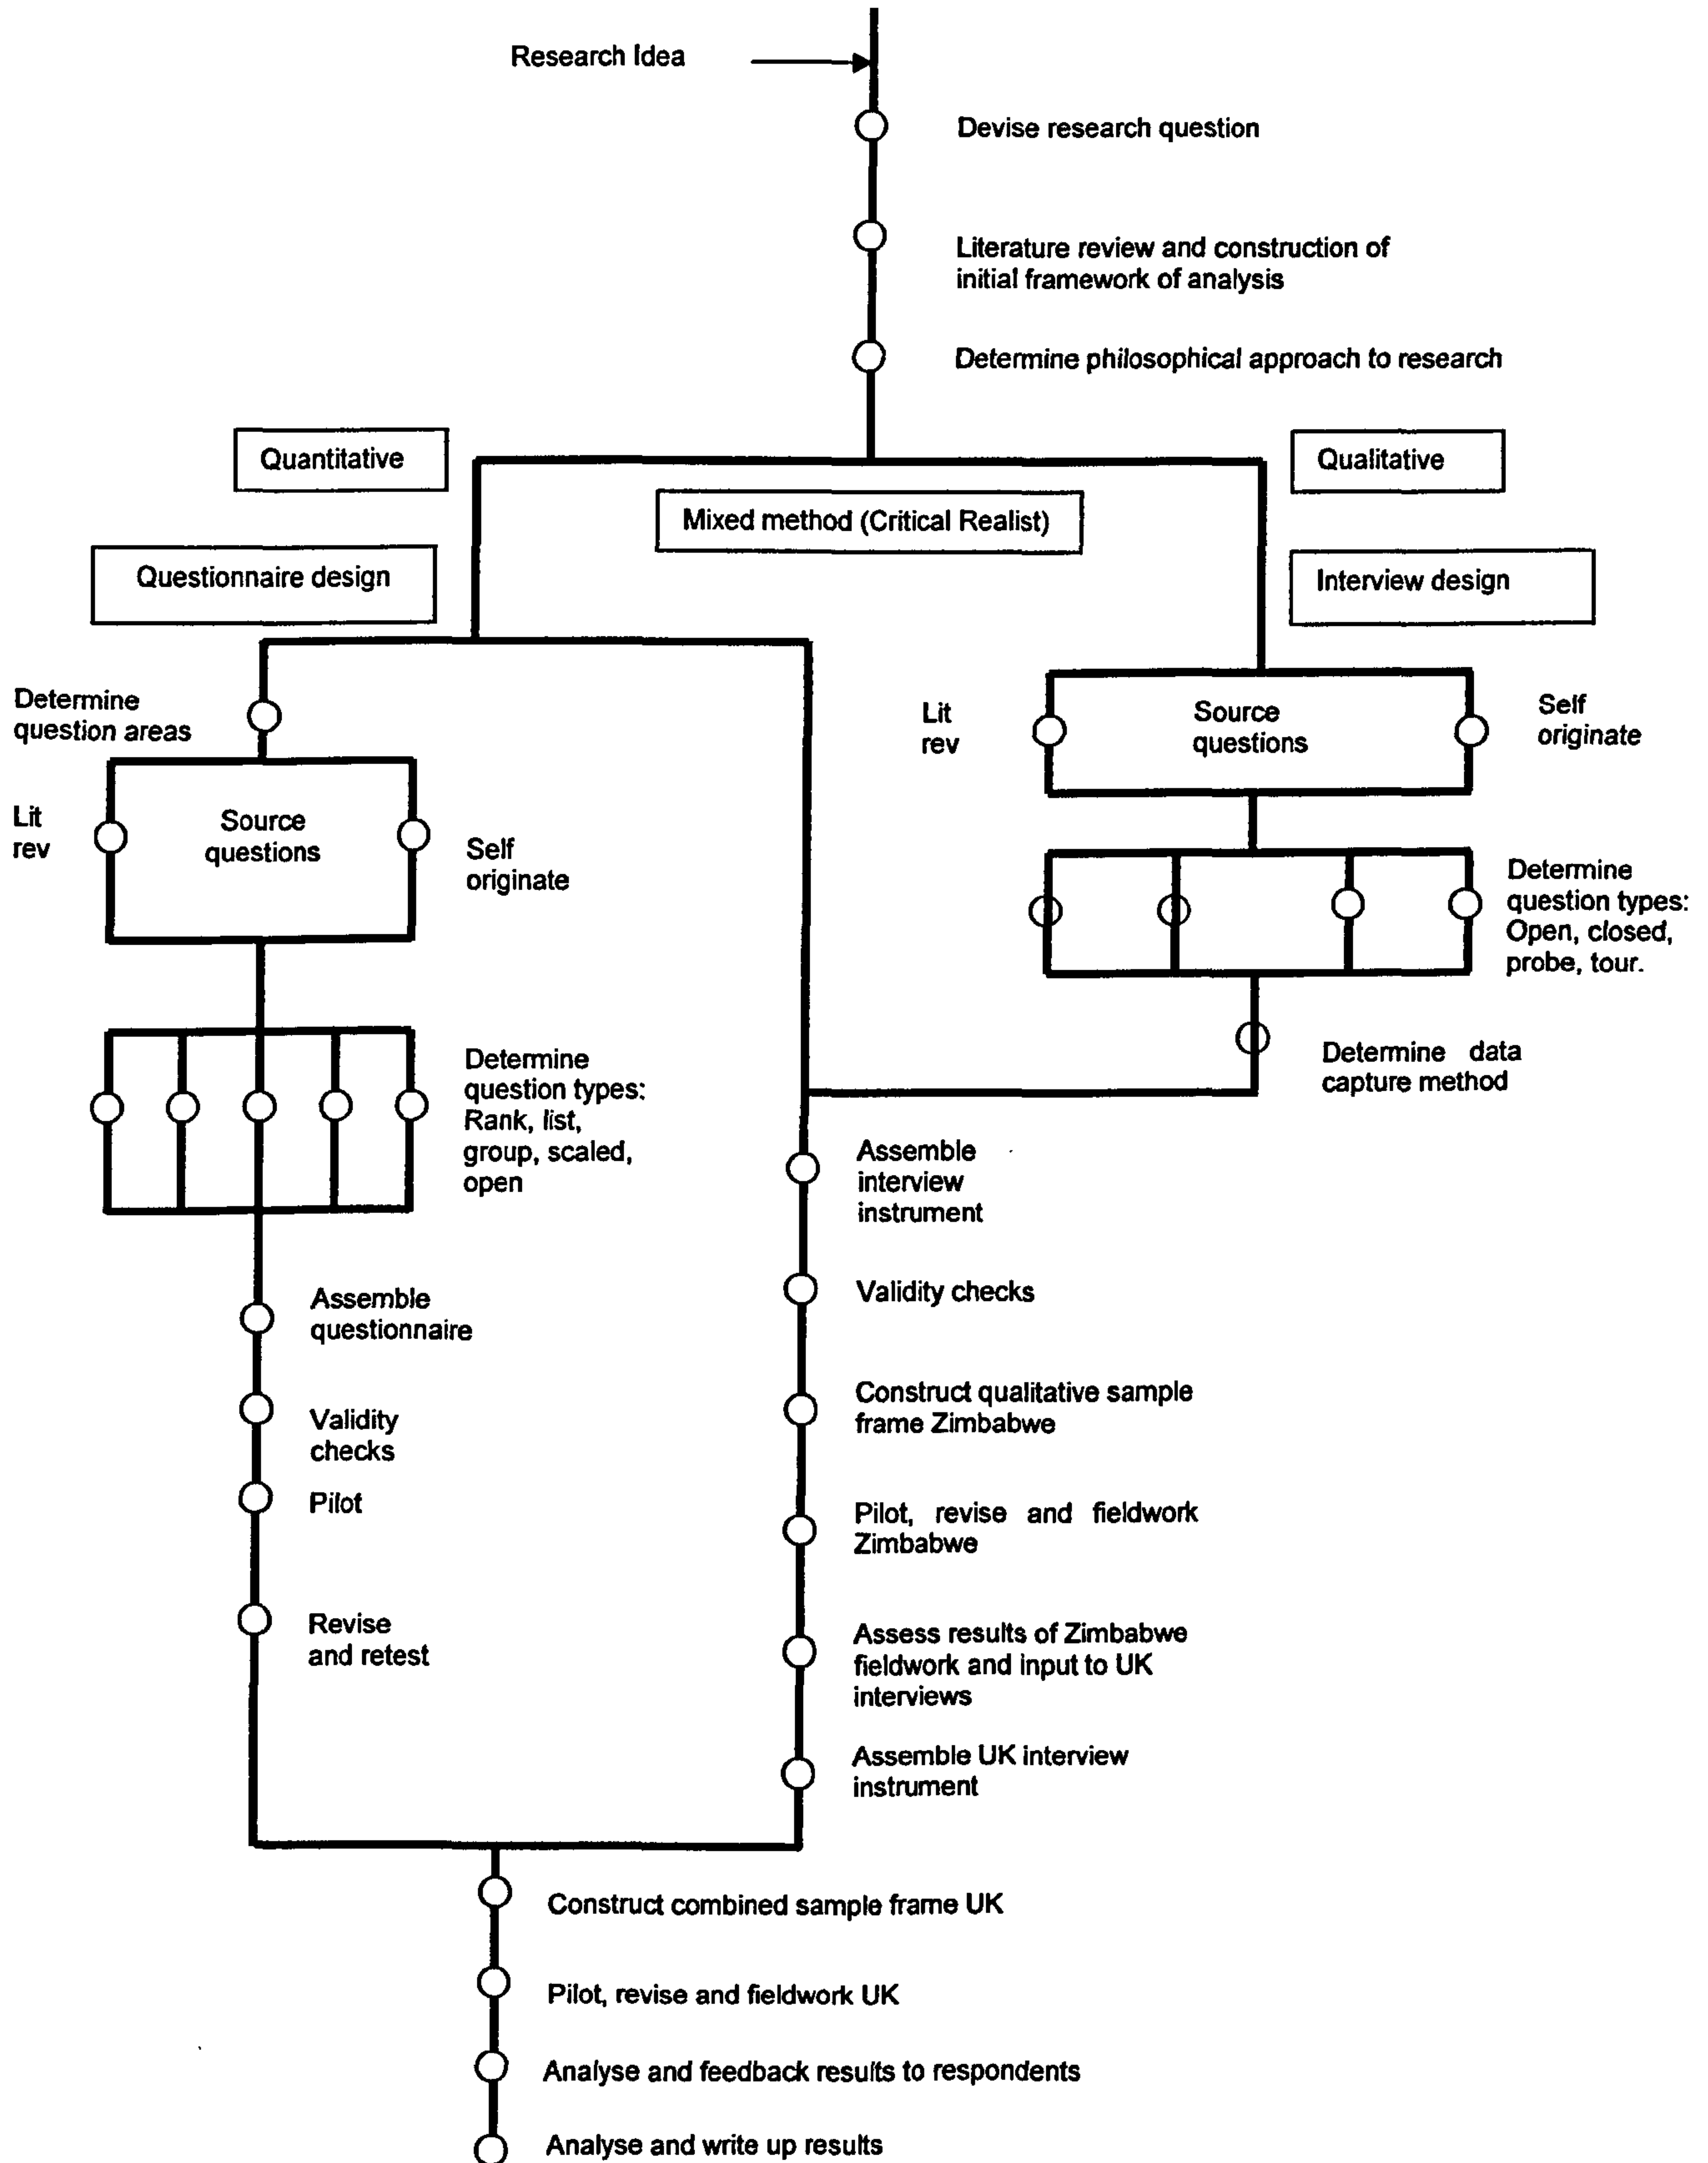 Research Idea
Devise research question
Literature review and construction of
initial framework of analysis
Determine philosophical approach to research
Quantitative
Qualitative
Mixed method (Critical Realist)
Questionnaire design
Interview design
Determine
question areas
Lit
rev
Source
questions
Self
originate
Lit
rev
Source
questions
Self
originate
Determine
question types:
Open, closed,
probe, tour.
Determine data
capture method
Determine
question types:
Rank, list,
group, scaled,
open
Assemble
interview
instrument
Assemble
questionnaire
Validity checks
Validity
checks
Construct qualitative sample
frame Zimbabwe
Pilot
Pilot, revise and fieldwork
Zimbabwe
Revise
and retest
Assess results of Zimbabwe
fieldwork and input to UK
interviews
Assemble UK interview
instrument
Construct combined sample frame UK
Pilot, revise and fieldwork UK
Analyse and feedback results to respondents
Analyse and write up results